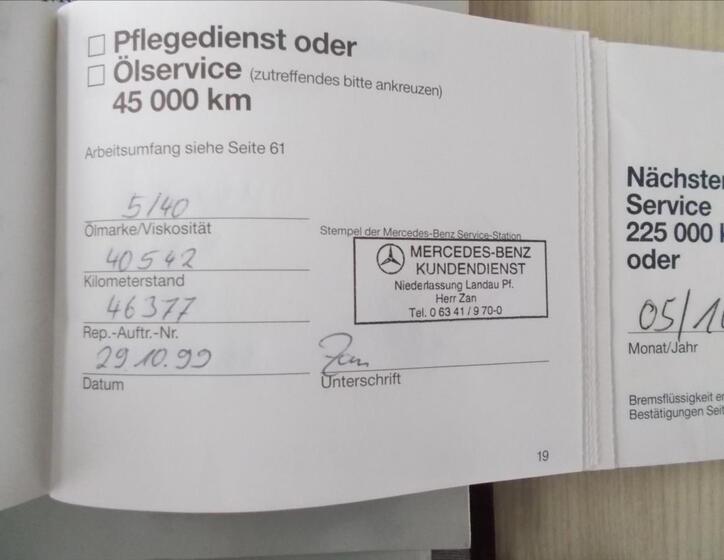 Pflegedienst oder
Ölservice (zutreffendes bitte ankreuzen)
45 000 km
Arbeitsumfang siehe Seite 61
5/40
Ölmarke/Viskosität
40542
Kilometerstand
46377
Rep.-Auftr.-Nr.
29.10.99
Datum
Stempel der Mercedes-Benz Service-Station
MERCEDES-BENZ
KUNDENDIENST
Niederlassung Landau Pf.
Herr Zan
Tel. 0 63 41 / 9 70-0
Zan
Unterschrift
19
Nächster
Service
225 000
oder
05/1
Monat/Jahr
Bremsflüssigkeit
Bestätigungen